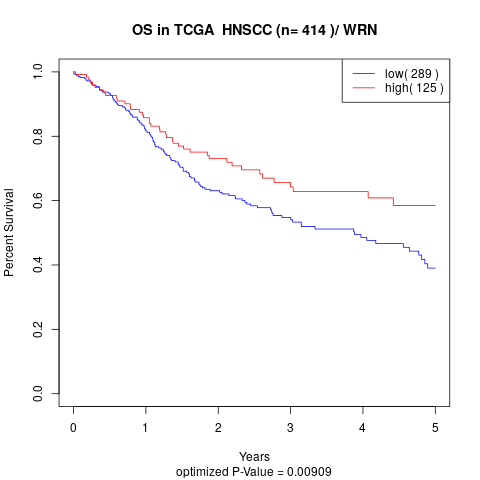 OS in TCGA  HNSCC (n= 414 )/ WRN
low( 289 )
high( 125 )
Percent Survival
1.0
0.8
0.6
0.4
0.2
0.0
0 1 2 3 4 5
Years
optimized P-Value = 0.00909